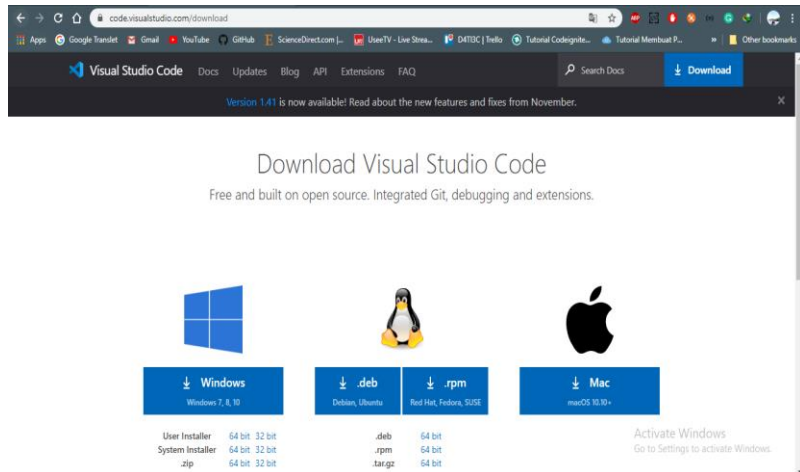 code.visualstudio.com/download
Apps Google Translet Gmail YouTube GitHub ScienceDirect.com |... UseeTV - Live Strea... D4TI3C | Trello Tutorial Codeignite... Tutorial Membuat P... » Other bookmarks
Visual Studio Code Docs Updates Blog API Extensions FAQ Search Docs Download
Version 1.41 is now available! Read about the new features and fixes from November.
Download Visual Studio Code
Free and built on open source. Integrated Git, debugging and extensions.
Windows
Windows 7, 8, 10
.deb
Debian, Ubuntu
.rpm
Red Hat, Fedora, SUSE
Mac
macOS 10.10+
User Installer 64 bit 32 bit
System Installer 64 bit 32 bit
.zip 64 bit 32 bit
.deb 64 bit
.rpm 64 bit
.tar.gz 64 bit
Activate Windows
Go to Settings to activate Windows.